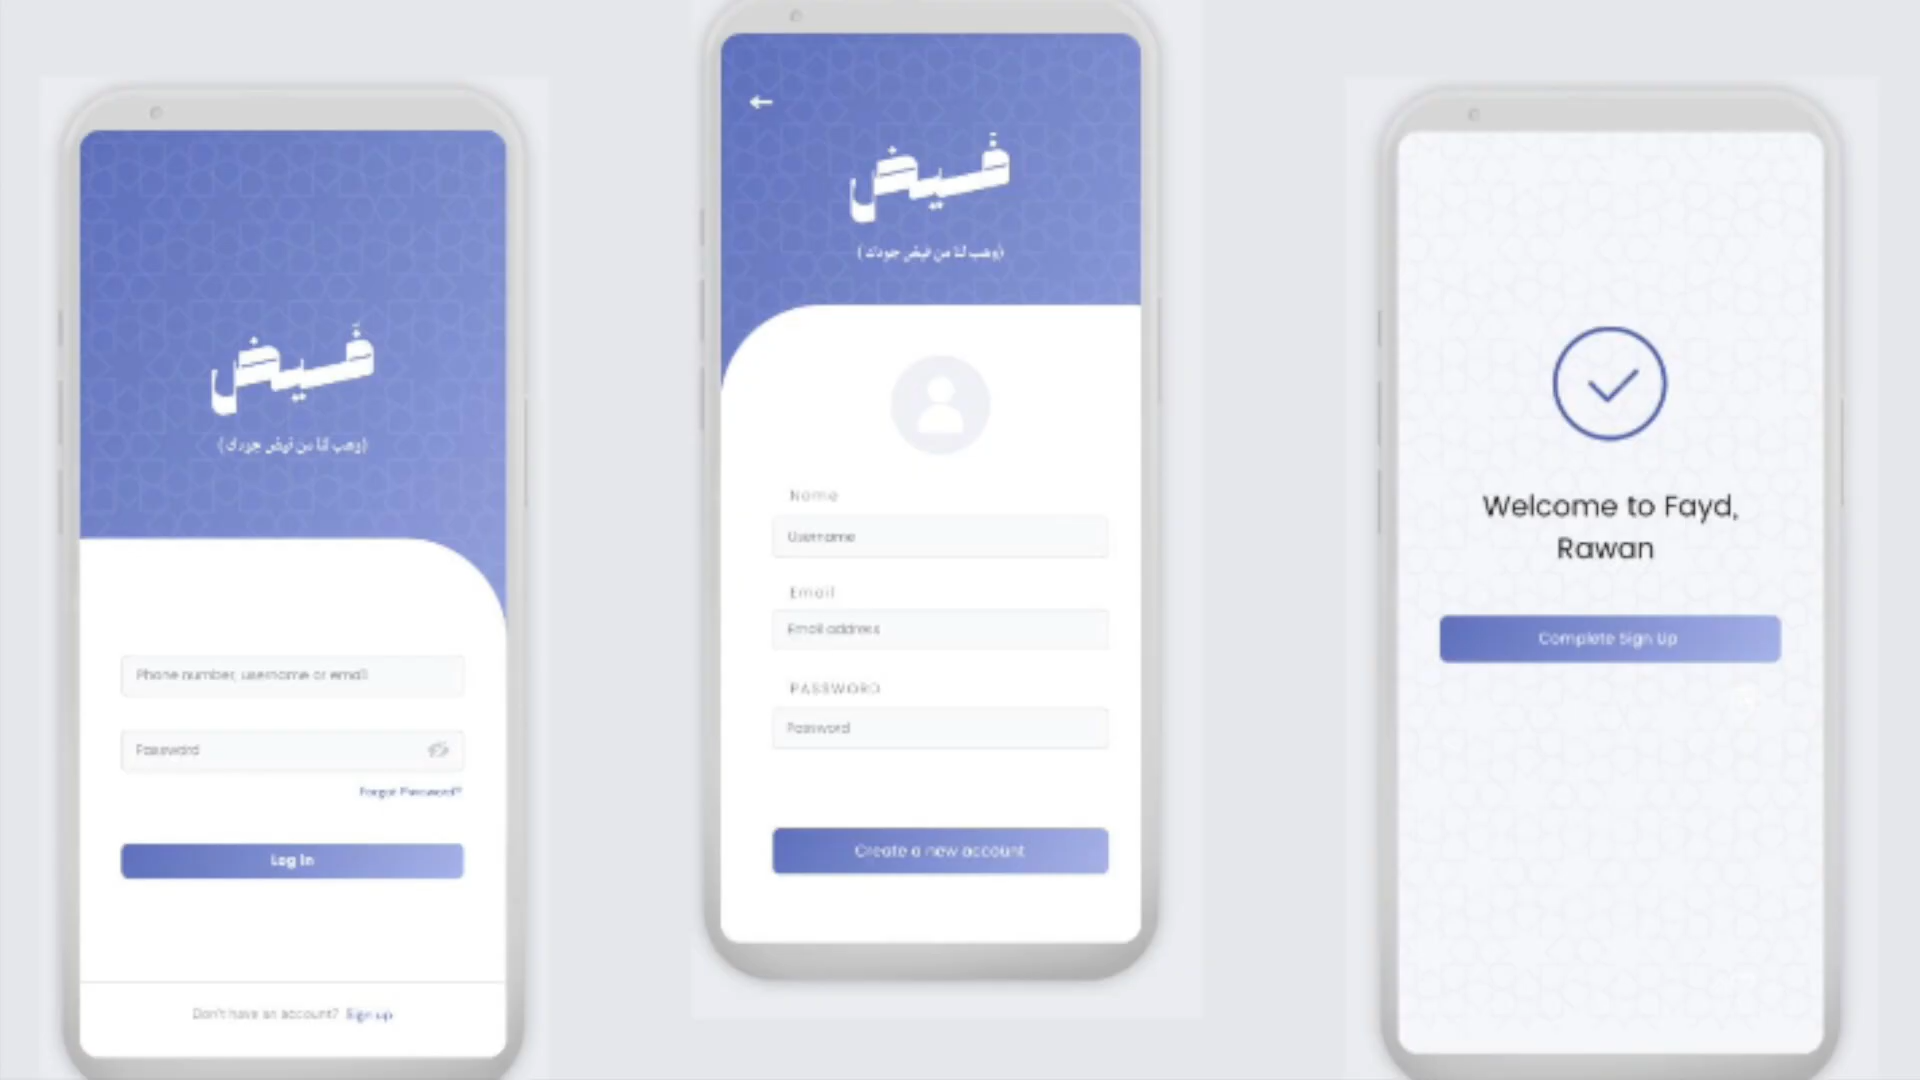 فَيض
(وهب لنا من فيض جودك)
Phone number, username or email
Password
Forgot Password?
Log In
Don't have an account? Sign up
فَيض
(وهب لنا من فيض جودك)
Name
Username
Email
Email address
PASSWORD
Password
Create a new account
Welcome to Fayd,
Rawan
Complete Sign Up